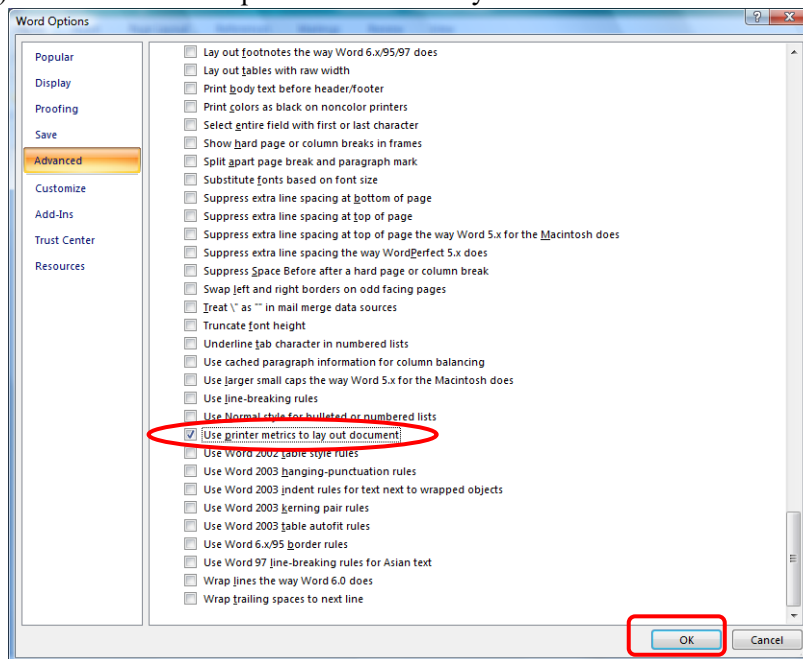 Word Options
Popular
Display
Proofing
Save
Advanced
Customize
Add-Ins
Trust Center
Resources
Lay out footnotes the way Word 6.x/95/97 does
Lay out tables with raw width
Print body text before header/footer
Print colors as black on noncolor printers
Select entire field with first or last character
Show hard page or column breaks in frames
Split apart page break and paragraph mark
Substitute fonts based on font size
Suppress extra line spacing at bottom of page
Suppress extra line spacing at top of page
Suppress extra line spacing at top of page the way Word 5.x for the Macintosh does
Suppress extra line spacing the way WordPerfect 5.x does
Suppress Space Before after a hard page or column break
Swap left and right borders on odd facing pages
Treat \" as "" in mail merge data sources
Truncate font height
Underline tab character in numbered lists
Use cached paragraph information for column balancing
Use larger small caps the way Word 5.x for the Macintosh does
Use line-breaking rules
Use Normal style for bulleted or numbered lists
Use printer metrics to lay out document
Use Word 2002 table style rules
Use Word 2003 hanging-punctuation rules
Use Word 2003 indent rules for text next to wrapped objects
Use Word 2003 kerning pair rules
Use Word 2003 table autofit rules
Use Word 6.x/95 border rules
Use Word 97 line-breaking rules for Asian text
Wrap lines the way Word 6.0 does
Wrap trailing spaces to next line
OK Cancel